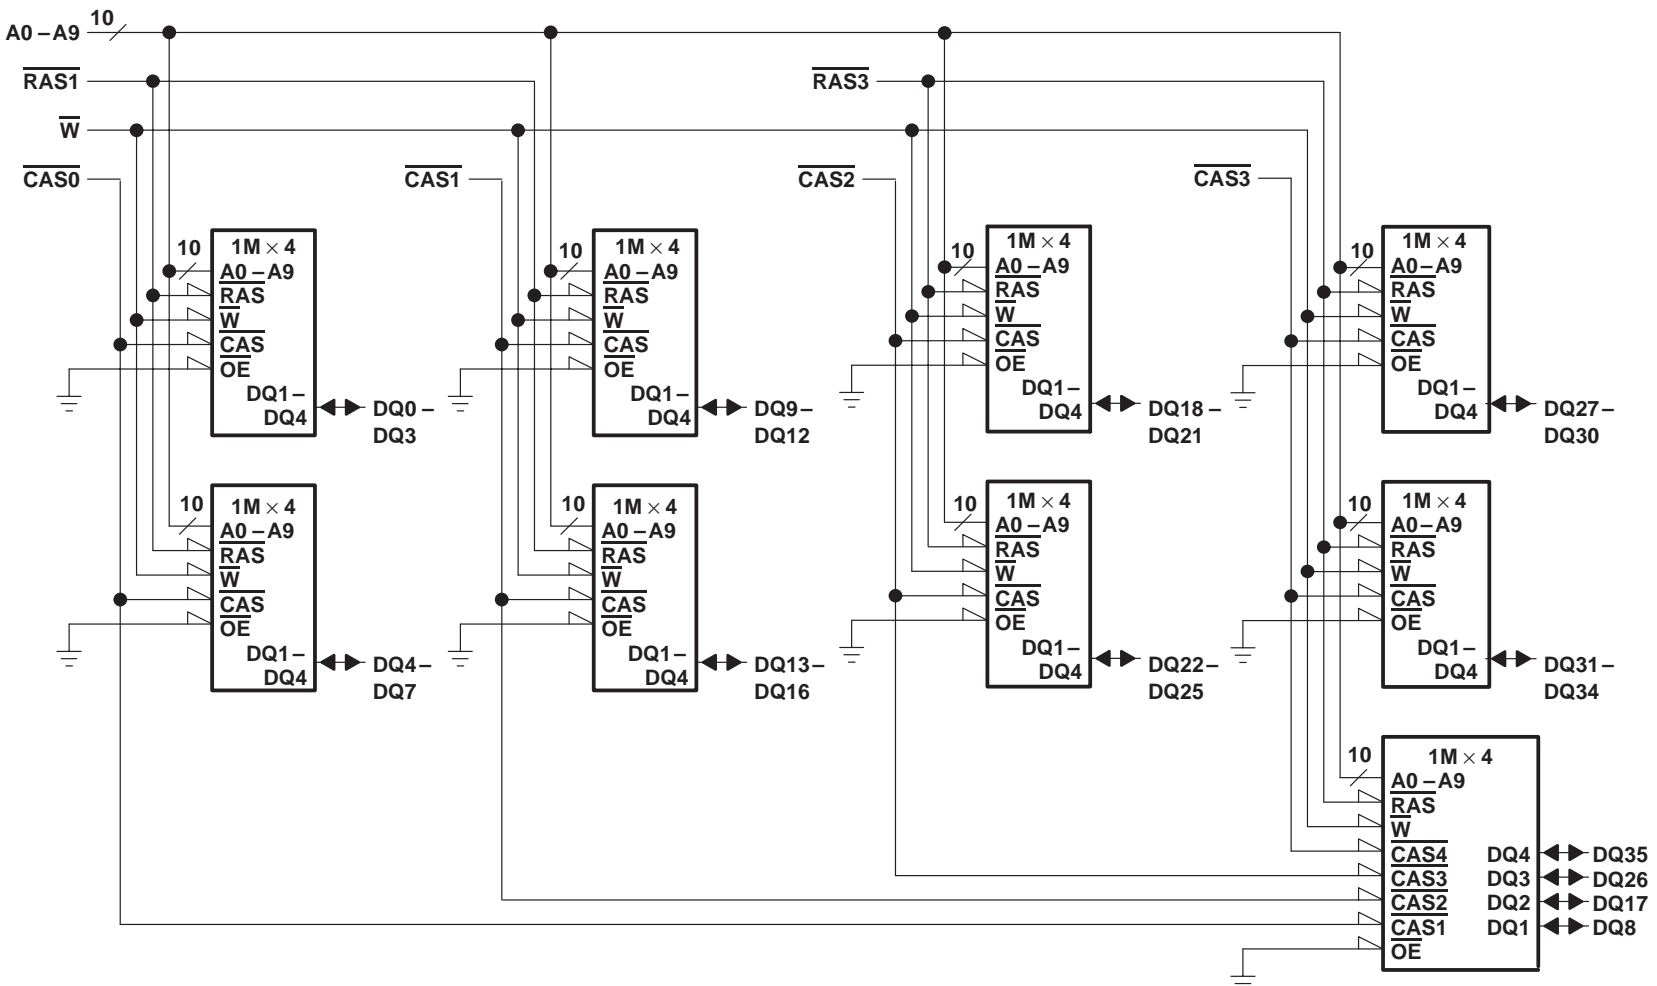 10
A0–A9
RAS1
RAS3
W
CAS0
CAS1
CAS2
CAS3
10
1M × 4
A0–A9
RAS
W
CAS
OE
DQ1–
DQ4
DQ0–
DQ3
10
1M × 4
A0–A9
RAS
W
CAS
OE
DQ1–
DQ4
DQ9–
DQ12
10
1M × 4
A0–A9
RAS
W
CAS
OE
DQ1–
DQ4
DQ18–
DQ21
10
1M × 4
A0–A9
RAS
W
CAS
OE
DQ1–
DQ4
DQ27–
DQ30
10
1M × 4
A0–A9
RAS
W
CAS
OE
DQ1–
DQ4
DQ4–
DQ7
10
1M × 4
A0–A9
RAS
W
CAS
OE
DQ1–
DQ4
DQ13–
DQ16
10
1M × 4
A0–A9
RAS
W
CAS
OE
DQ1–
DQ4
DQ22–
DQ25
10
1M × 4
A0–A9
RAS
W
CAS
OE
DQ1–
DQ4
DQ31–
DQ34
10
1M × 4
A0–A9
RAS
W
CAS4 DQ4 DQ35
CAS3 DQ3 DQ26
CAS2 DQ2 DQ17
CAS1 DQ1 DQ8
OE